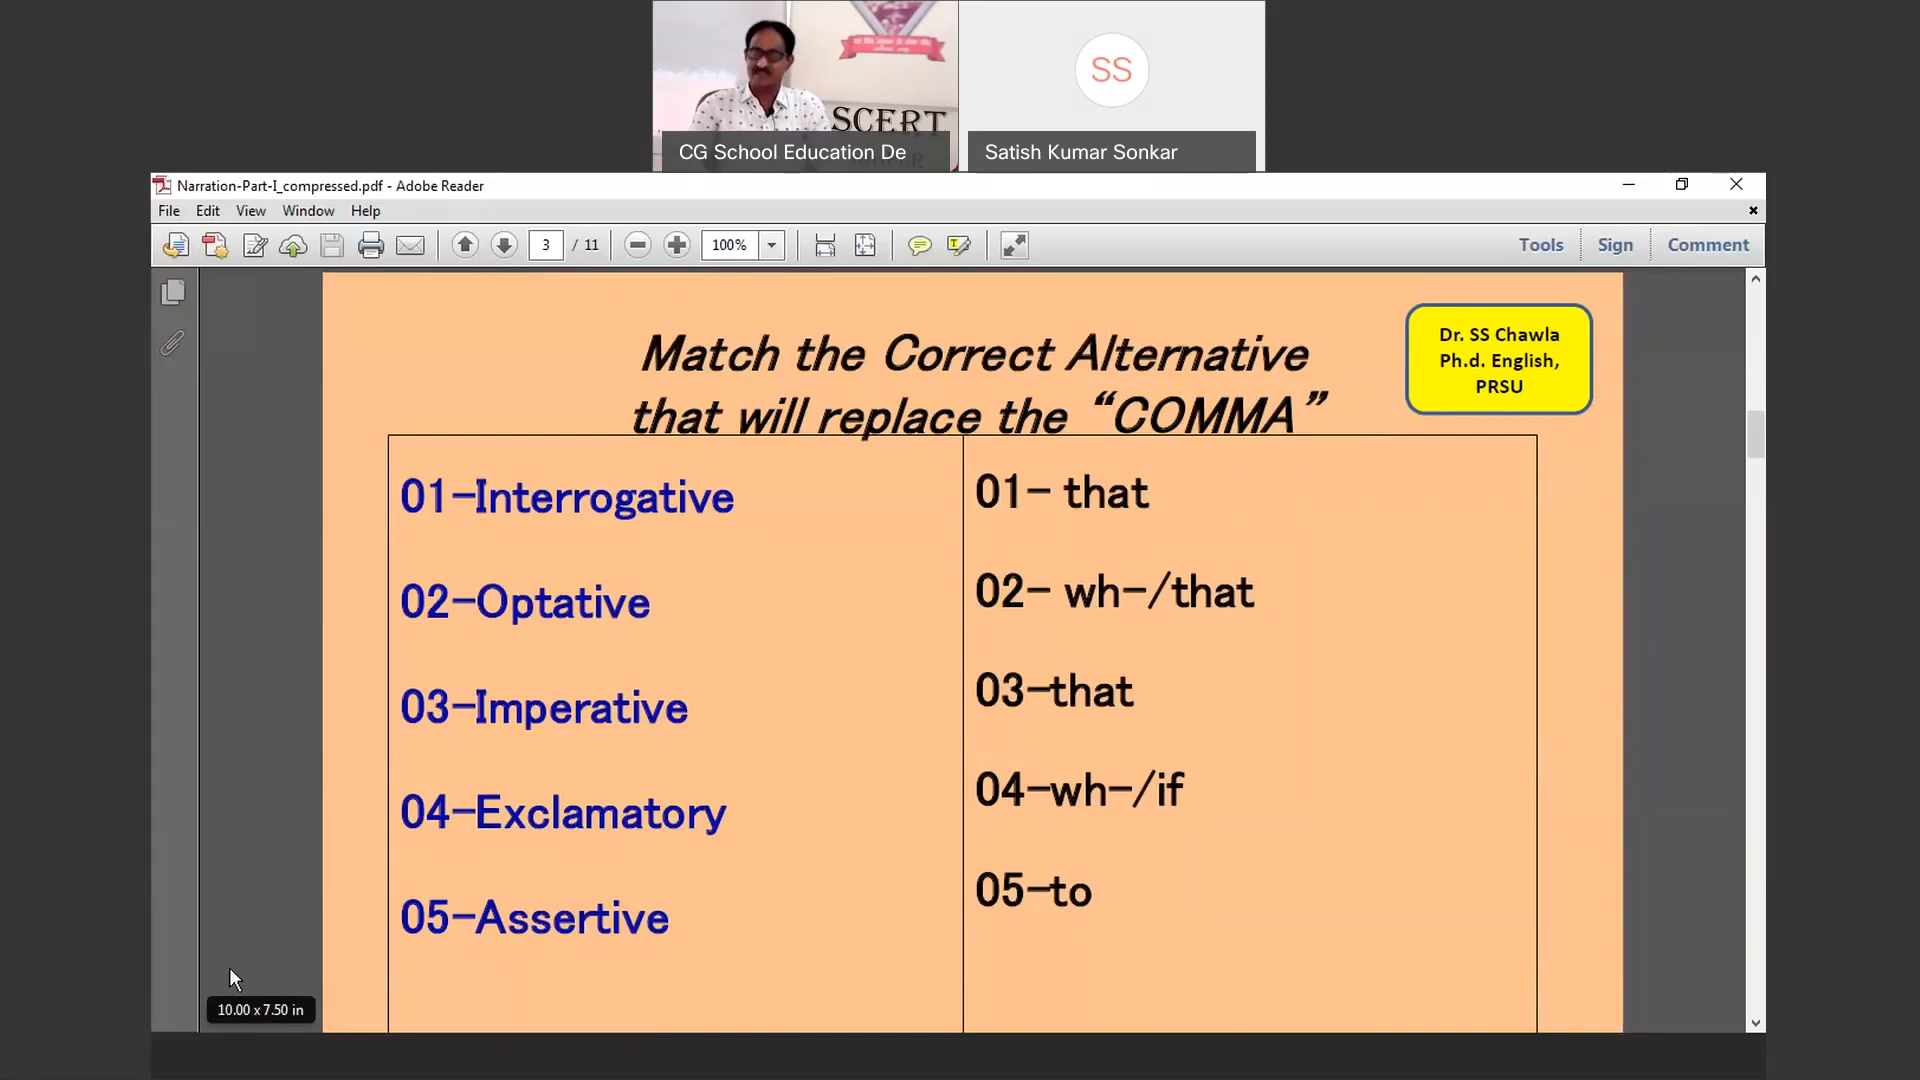 SS
SCERT
CG School Education De
Satish Kumar Sonkar
Narration-Part-I_compressed.pdf - Adobe Reader
File Edit View Window Help
3 / 11 100% Tools Sign Comment
Match the Correct Alternative
that will replace the “COMMA”
Dr. SS Chawla
Ph.d. English,
PRSU
01-Interrogative
02-Optative
03-Imperative
04-Exclamatory
05-Assertive
01- that
02- wh-/that
03-that
04-wh-/if
05-to
10.00 x 7.50 in